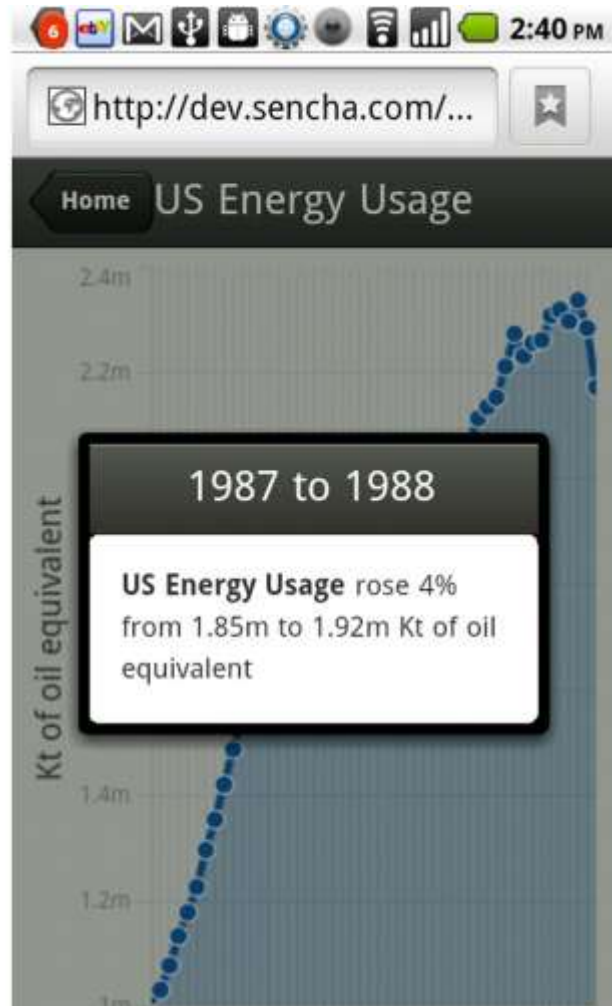 6
eb
2:40 PM
http://dev.sencha.com/...
Home
US Energy Usage
2.4m
2.2m
1987 to 1988
US Energy Usage rose 4%
from 1.85m to 1.92m Kt of oil
equivalent
Kt of oil equivalent
1.4m
1.2m
1m